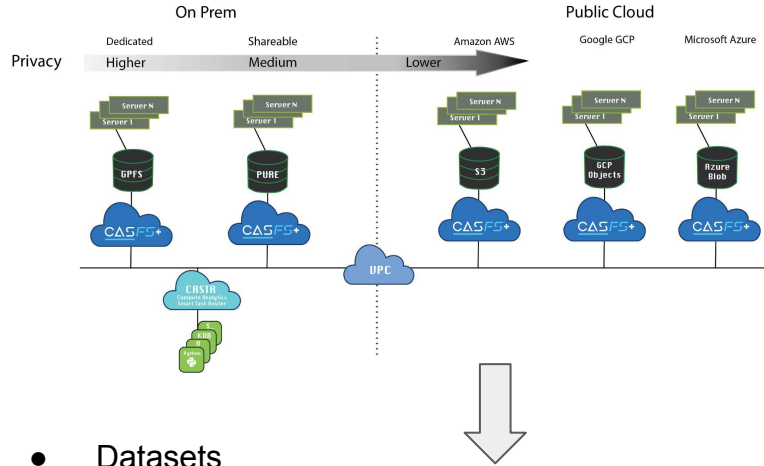 On Prem
Public Cloud
Dedicated
Shareable
Amazon AWS
Google GCP
Microsoft Azure
Privacy
Higher
Medium
Lower
Server N
Server 1
Server N
Server 1
Server N
Server 1
Server N
Server 1
Server N
Server 1
GPFS
PURE
S3
GCP
Objects
Azure
Blob
CASFS+
CASFS+
CASFS+
CASFS+
CASFS+
VPC
CASTR
Compute Analytics
Smart Task Router
S
KDB
R
Python
● Datasets